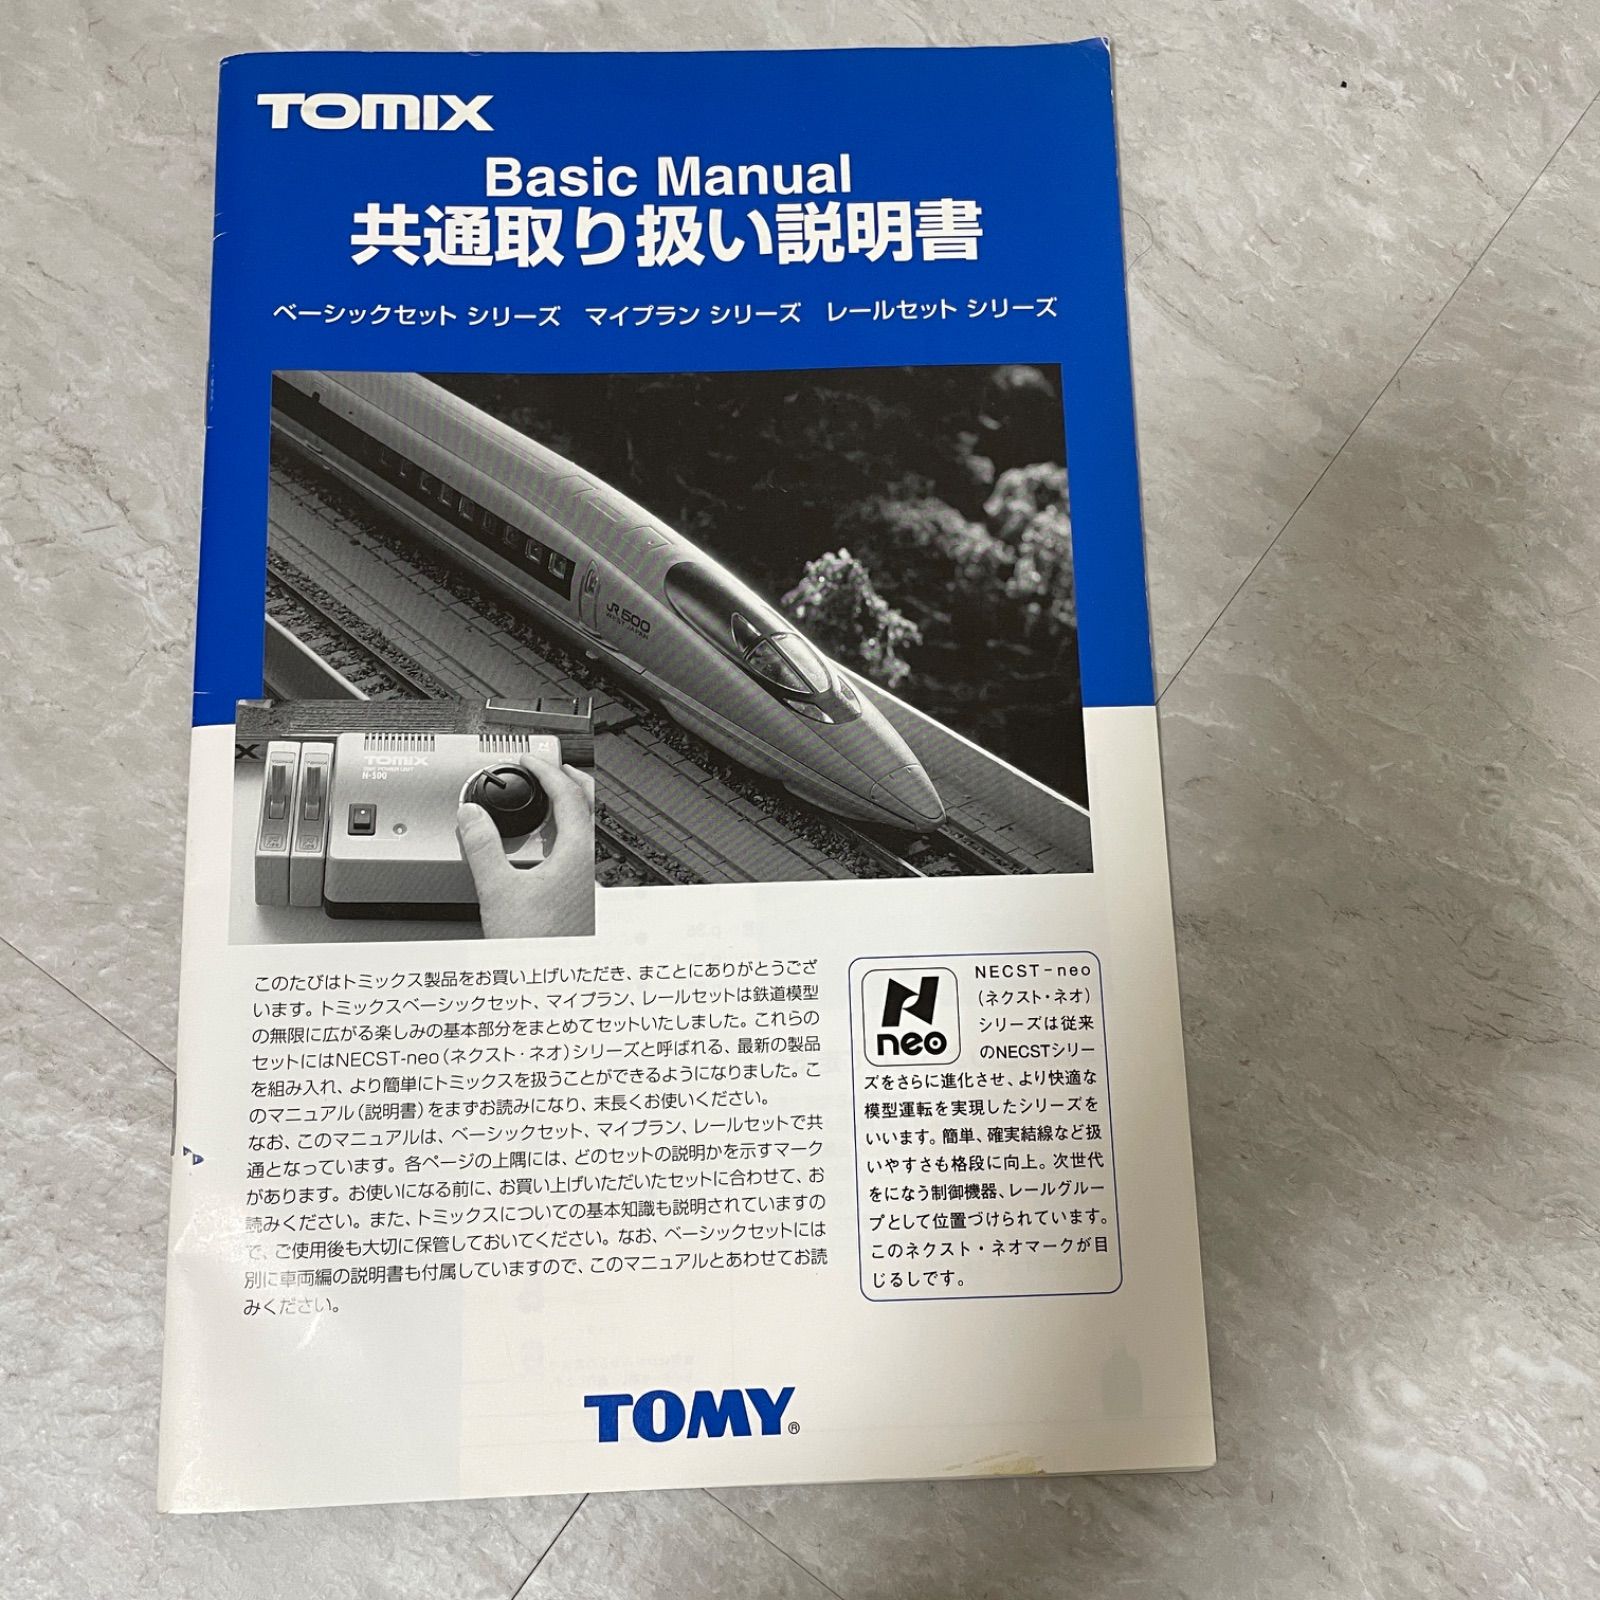 TOMIX
Basic Manual
共通取り扱い説明書
ベーシックセット シリーズ　マイプラン シリーズ　レールセット シリーズ
JR500
WEST JAPAN
TOMIX
N-500
このたびはトミックス製品をお買い上げいただき、まことにありがとうござ
います。トミックスベーシックセット、マイプラン、レールセットは鉄道模型
の無限に広がる楽しみの基本部分をまとめてセットいたしました。これらの
セットにはNECST-neo（ネクスト・ネオ）シリーズと呼ばれる、最新の製品
を組み入れ、より簡単にトミックスを扱うことができるようになりました。こ
のマニュアル（説明書）をまずお読みになり、末長くお使いください。
なお、このマニュアルは、ベーシックセット、マイプラン、レールセットで共
通となっています。各ページの上隅には、どのセットの説明かを示すマーク
があります。お使いになる前に、お買い上げいただいたセットに合わせて、お
読みください。また、トミックスについての基本知識も説明されていますの
で、ご使用後も大切に保管しておいてください。なお、ベーシックセットには
別に車両編の説明書も付属していますので、このマニュアルとあわせてお読
みください。
neo
NECST-neo
（ネクスト・ネオ）
シリーズは従来
のNECSTシリー
ズをさらに進化させ、より快適な
模型運転を実現したシリーズを
いいます。簡単、確実結線など扱
いやすさも格段に向上。次世代
をになう制御機器、レールグルー
プとして位置づけられています。
このネクスト・ネオマークが目
じるしです。
TOMY®